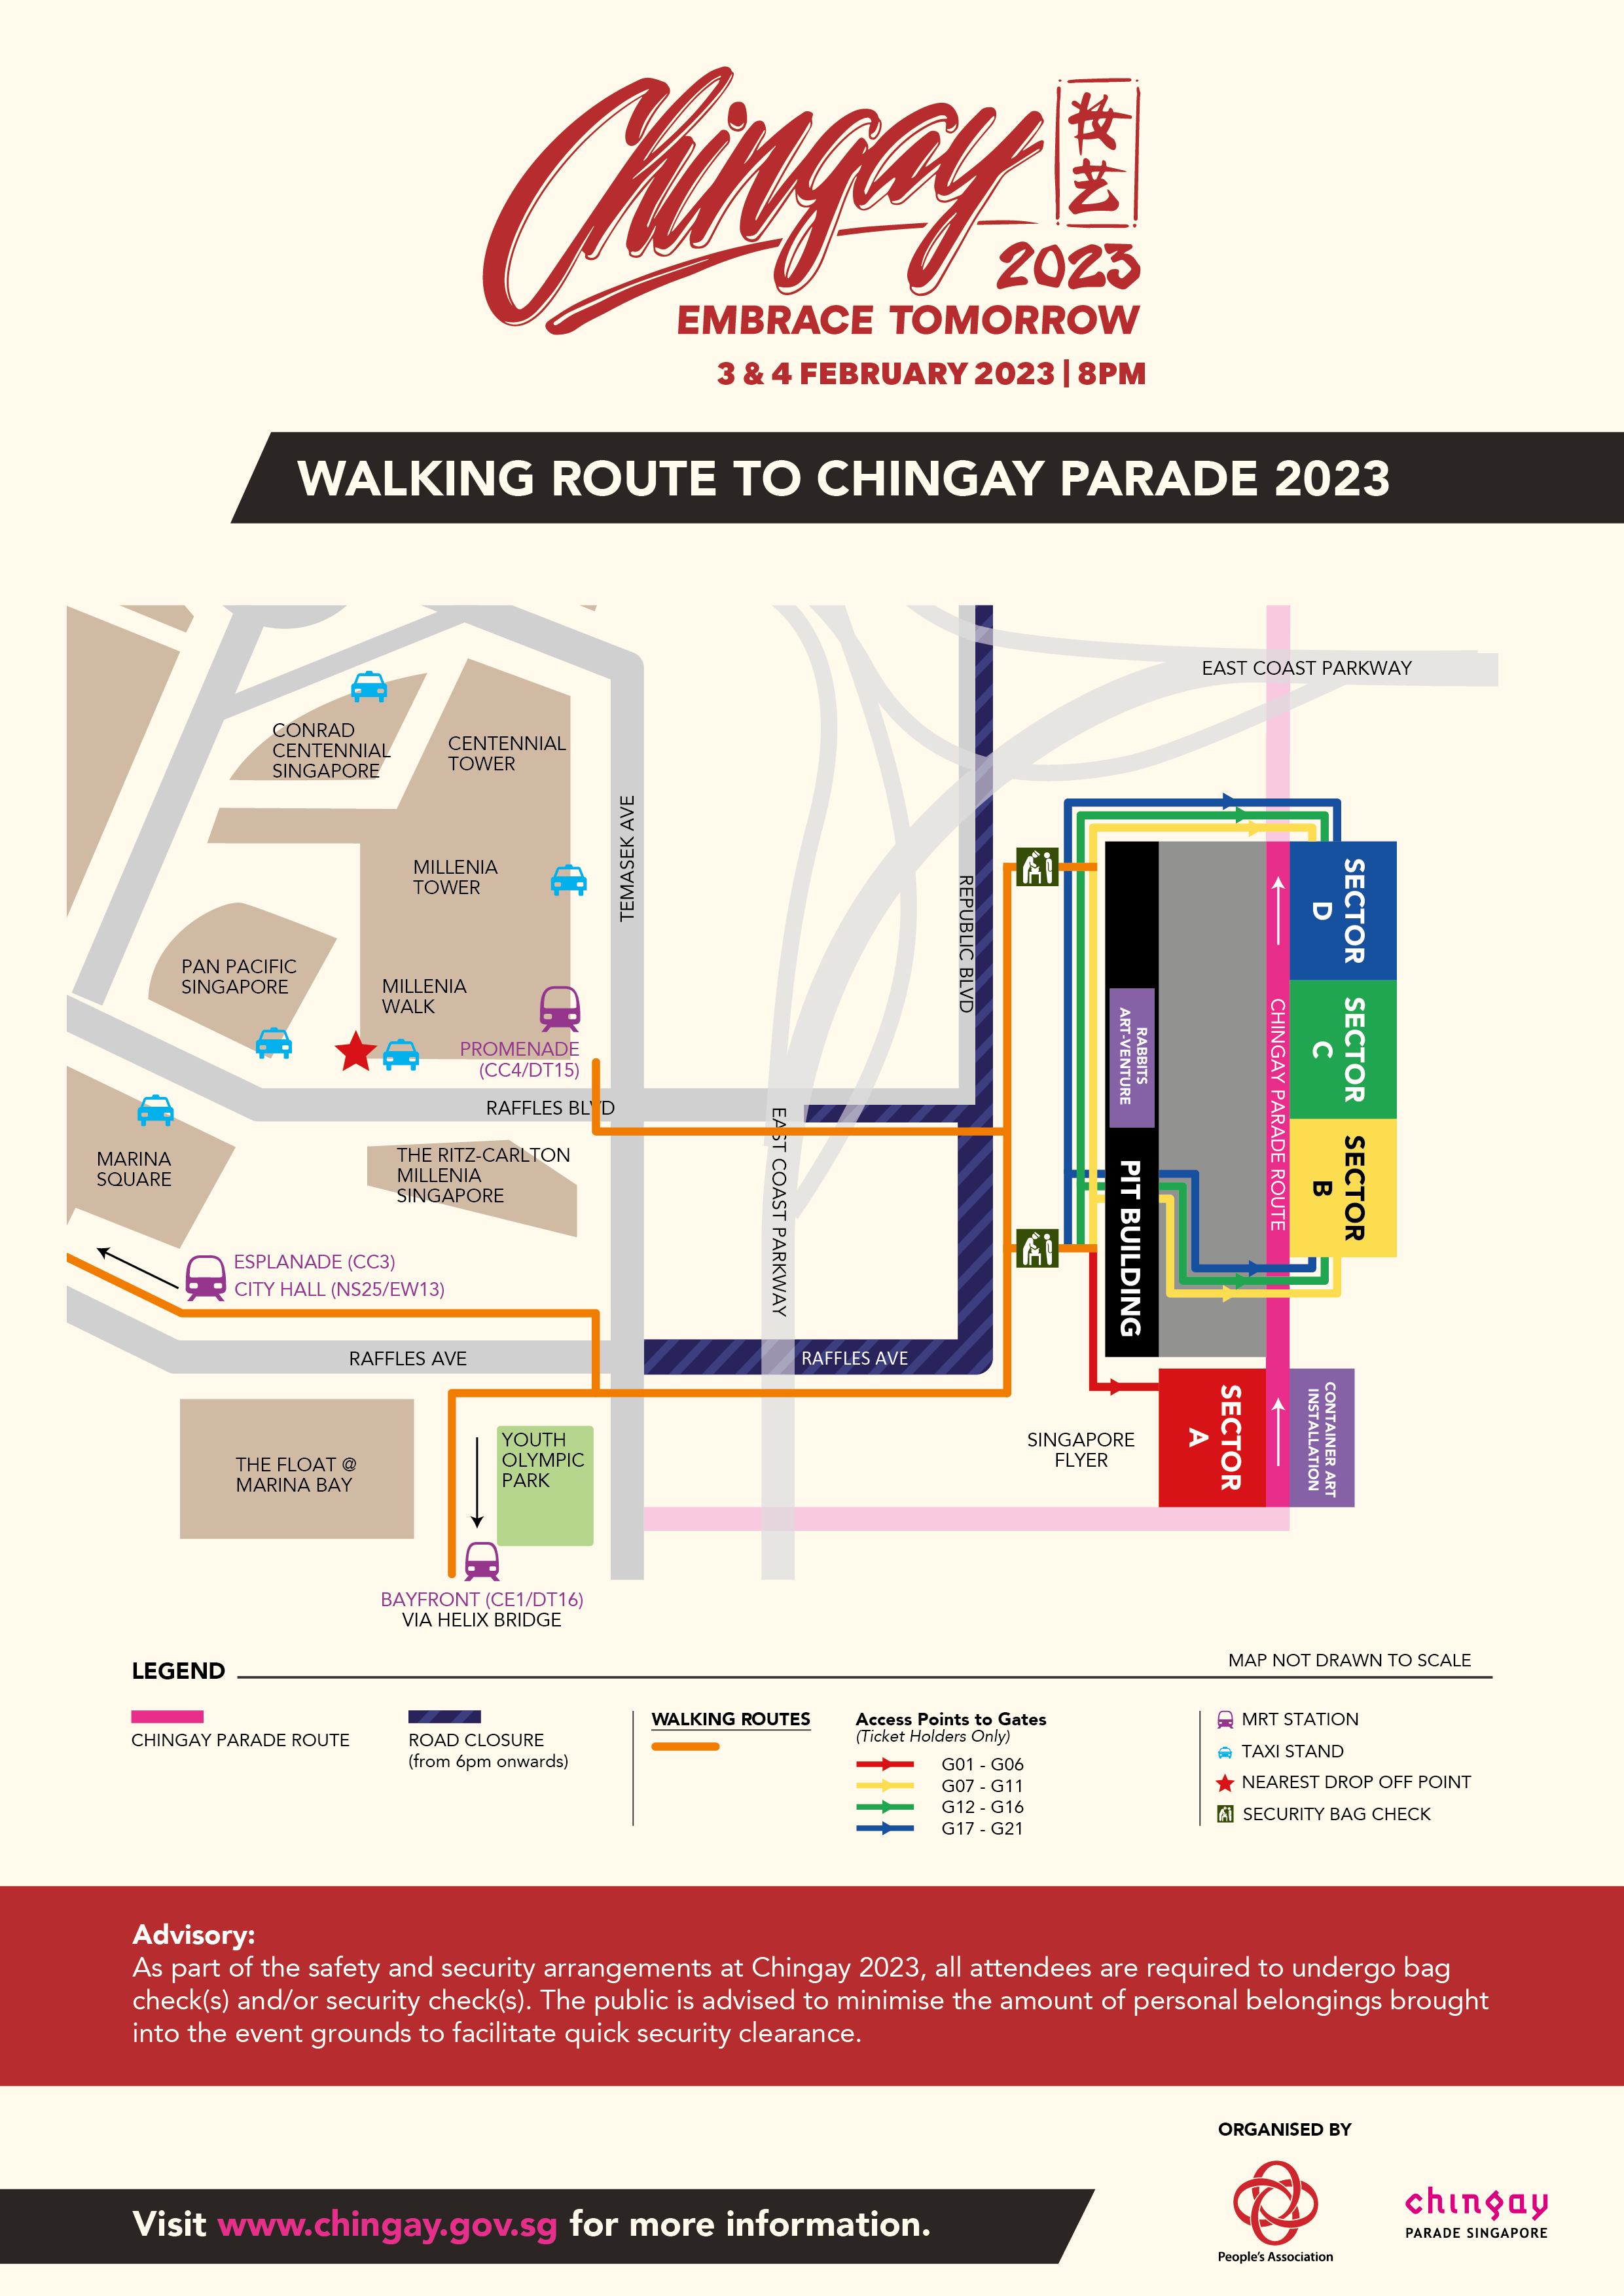 Chingay
妆艺
2023
EMBRACE TOMORROW
3 & 4 FEBRUARY 2023 | 8PM
WALKING ROUTE TO CHINGAY PARADE 2023
EAST COAST PARKWAY
CONRAD
CENTENNIAL
SINGAPORE
CENTENNIAL
TOWER
TEMASEK AVE
MILLENIA
TOWER
REPUBLIC BLVD
SECTOR
D
PAN PACIFIC
SINGAPORE
MILLENIA
WALK
PROMENADE
(CC4/DT15)
RABBITS
ART-VENTURE
CHINGAY PARADE ROUTE
SECTOR
C
RAFFLES BLVD
EAST COAST PARKWAY
MARINA
SQUARE
THE RITZ-CARLTON
MILLENIA
SINGAPORE
PIT BUILDING
SECTOR
B
ESPLANADE (CC3)
CITY HALL (NS25/EW13)
RAFFLES AVE
RAFFLES AVE
THE FLOAT @
MARINA BAY
YOUTH
OLYMPIC
PARK
SINGAPORE
FLYER
SECTOR
A
CONTAINER ART
INSTALLATION
BAYFRONT (CE1/DT16)
VIA HELIX BRIDGE
MAP NOT DRAWN TO SCALE
LEGEND
CHINGAY PARADE ROUTE
ROAD CLOSURE
(from 6pm onwards)
WALKING ROUTES
Access Points to Gates
(Ticket Holders Only)
G01 - G06
G07 - G11
G12 - G16
G17 - G21
MRT STATION
TAXI STAND
NEAREST DROP OFF POINT
SECURITY BAG CHECK
Advisory:
As part of the safety and security arrangements at Chingay 2023, all attendees are required to undergo bag
check(s) and/or security check(s). The public is advised to minimise the amount of personal belongings brought
into the event grounds to facilitate quick security clearance.
ORGANISED BY
People's Association
chingay
PARADE SINGAPORE
Visit www.chingay.gov.sg for more information.